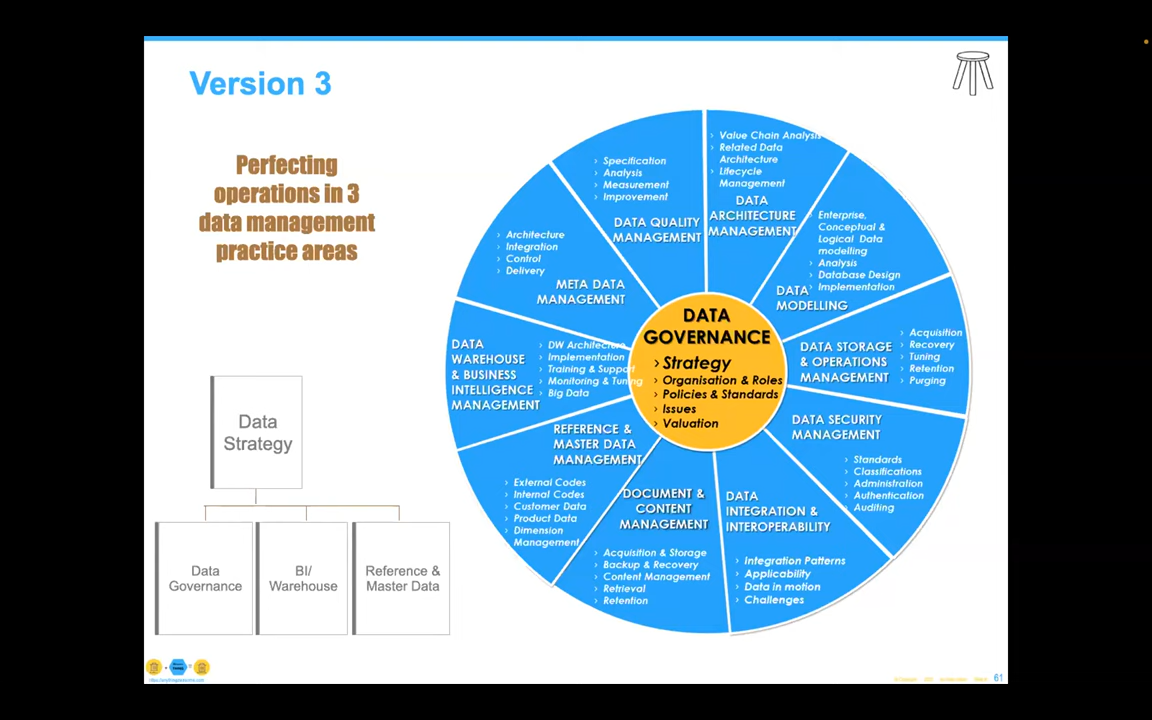 Version 3
Perfecting
operations in 3
data management
practice areas
Data
Strategy
Data
Governance
BI/
Warehouse
Reference &
Master Data
› Value Chain Analysis
› Related Data
Architecture
› Lifecycle
Management
DATA
ARCHITECTURE
MANAGEMENT
› Enterprise,
Conceptual &
Logical Data
modelling
› Analysis
› Database Design
› Implementation
DATA
MODELLING
DATA STORAGE
& OPERATIONS
MANAGEMENT
› Acquisition
› Recovery
› Tuning
› Retention
› Purging
DATA SECURITY
MANAGEMENT
› Standards
› Classifications
› Administration
› Authentication
› Auditing
DATA
INTEGRATION &
INTEROPERABILITY
› Integration Patterns
› Applicability
› Data in motion
› Challenges
DOCUMENT &
CONTENT
MANAGEMENT
› Acquisition & Storage
› Backup & Recovery
› Content Management
› Retrieval
› Retention
REFERENCE &
MASTER DATA
MANAGEMENT
› External Codes
› Internal Codes
› Customer Data
› Product Data
› Dimension
Management
DATA
WAREHOUSE
& BUSINESS
INTELLIGENCE
MANAGEMENT
› DW Architecture
› Implementation
› Training & Support
› Monitoring & Tuning
› Big Data
META DATA
MANAGEMENT
› Architecture
› Integration
› Control
› Delivery
› Specification
› Analysis
› Measurement
› Improvement
DATA QUALITY
MANAGEMENT
DATA
GOVERNANCE
› Strategy
› Organisation & Roles
› Policies & Standards
› Issues
› Valuation
61